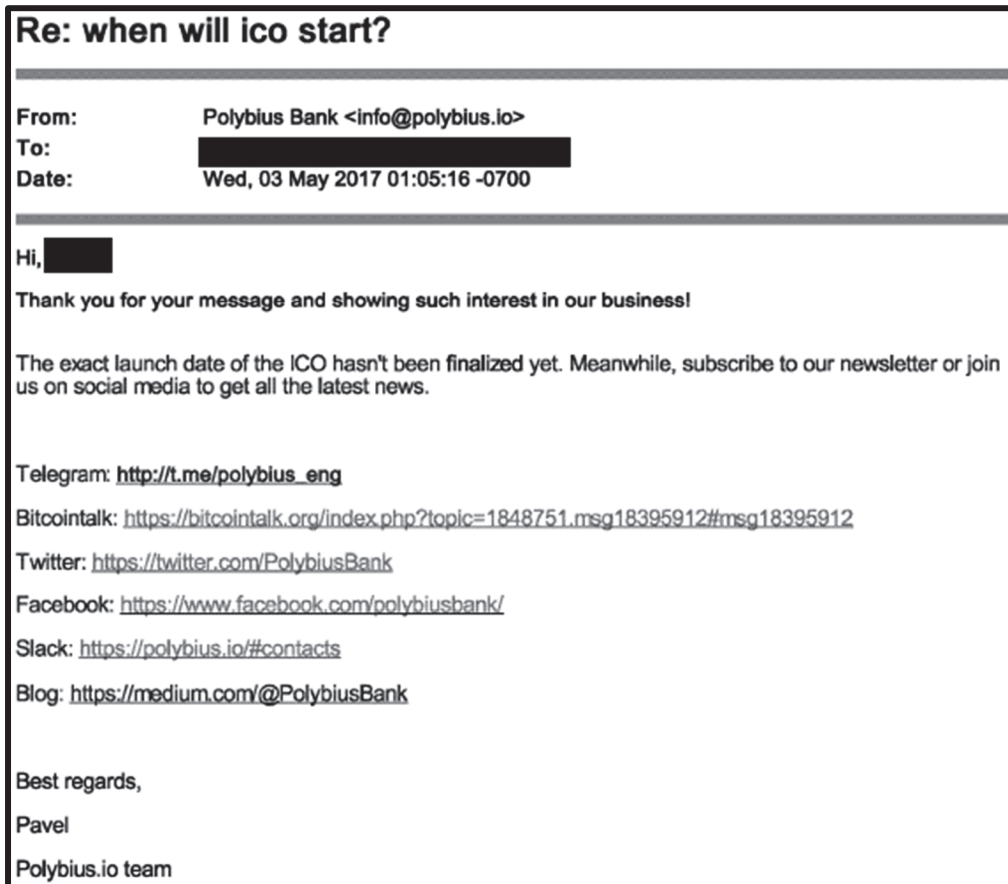 Re: when will ico start?
From: Polybius Bank <info@polybius.io>
To:
Date: Wed, 03 May 2017 01:05:16 -0700
Hi,
Thank you for your message and showing such interest in our business!
The exact launch date of the ICO hasn't been finalized yet. Meanwhile, subscribe to our newsletter or join
us on social media to get all the latest news.
Telegram: http://t.me/polybius_eng
Bitcointalk: https://bitcointalk.org/index.php?topic=1848751.msg18395912#msg18395912
Twitter: https://twitter.com/PolybiusBank
Facebook: https://www.facebook.com/polybiusbank/
Slack: https://polybius.io/#contacts
Blog: https://medium.com/@PolybiusBank
Best regards,
Pavel
Polybius.io team